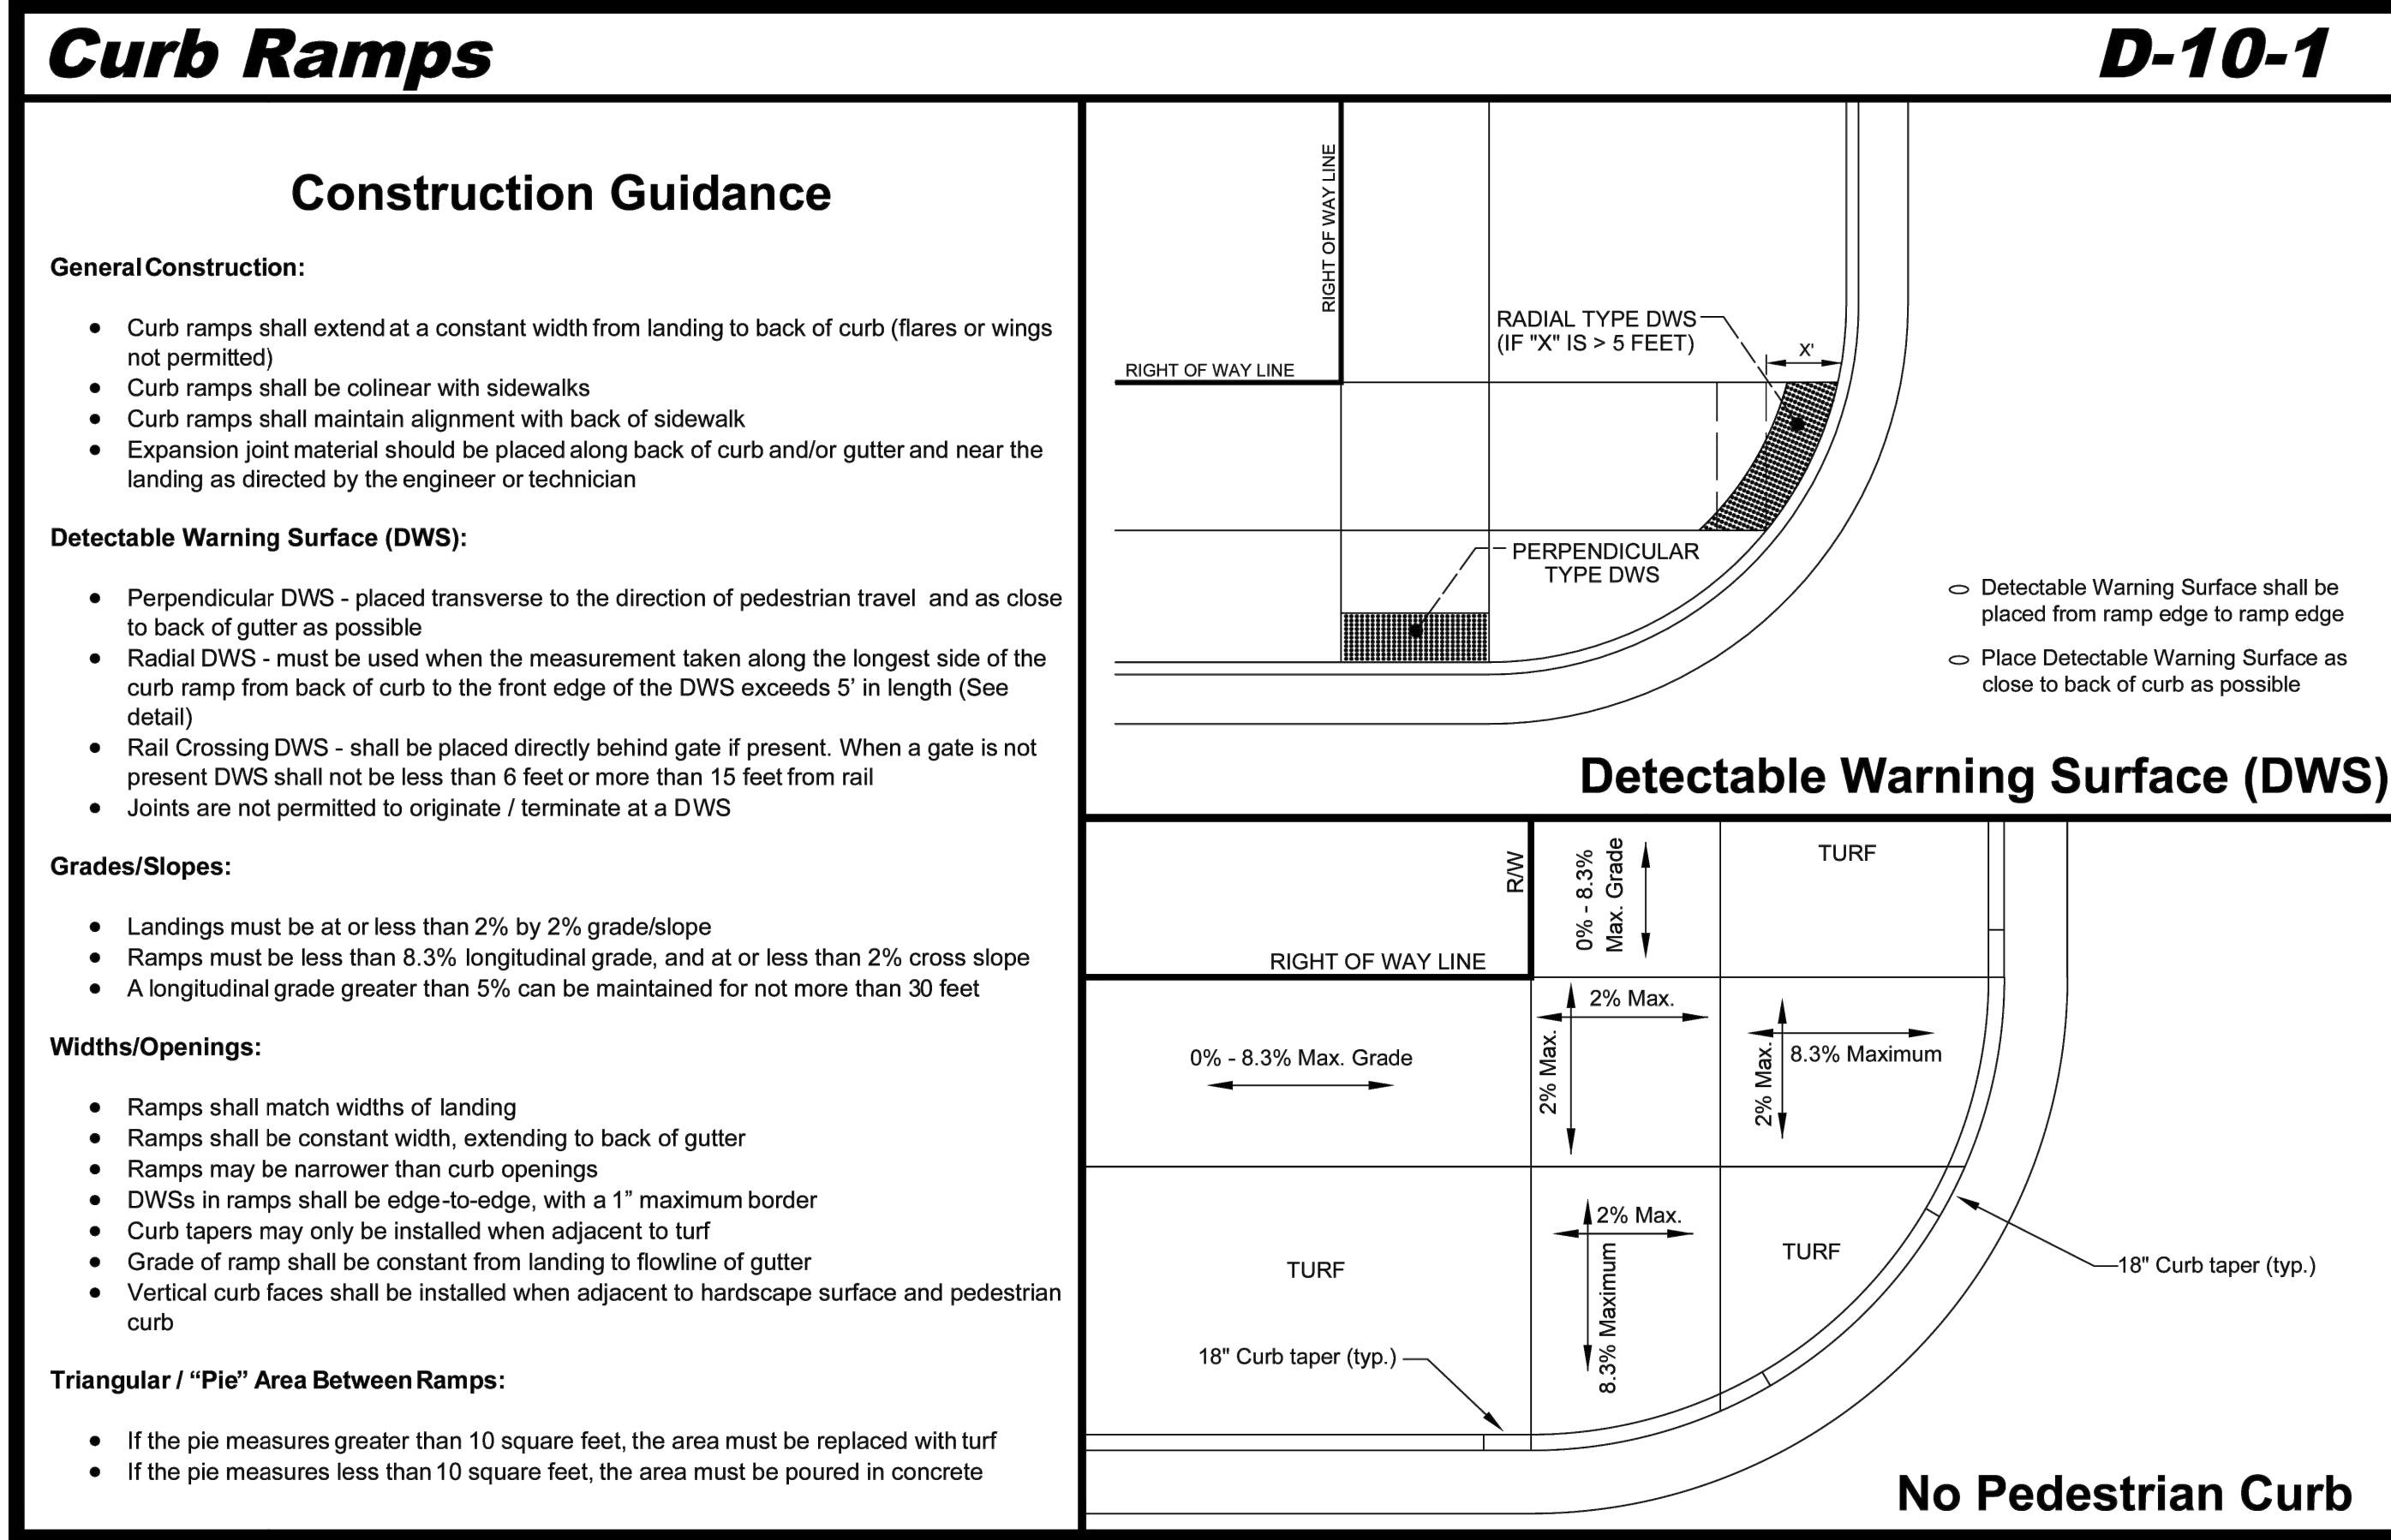 Curb Ramps
D-10-1
Construction Guidance
General Construction:
● Curb ramps shall extend at a constant width from landing to back of curb (flares or wings
not permitted)
● Curb ramps shall be colinear with sidewalks
● Curb ramps shall maintain alignment with back of sidewalk
● Expansion joint material should be placed along back of curb and/or gutter and near the
landing as directed by the engineer or technician
Detectable Warning Surface (DWS):
● Perpendicular DWS - placed transverse to the direction of pedestrian travel and as close
to back of gutter as possible
● Radial DWS - must be used when the measurement taken along the longest side of the
curb ramp from back of curb to the front edge of the DWS exceeds 5’ in length (See
detail)
● Rail Crossing DWS - shall be placed directly behind gate if present. When a gate is not
present DWS shall not be less than 6 feet or more than 15 feet from rail
● Joints are not permitted to originate / terminate at a DWS
Grades/Slopes:
● Landings must be at or less than 2% by 2% grade/slope
● Ramps must be less than 8.3% longitudinal grade, and at or less than 2% cross slope
● A longitudinal grade greater than 5% can be maintained for not more than 30 feet
Widths/Openings:
● Ramps shall match widths of landing
● Ramps shall be constant width, extending to back of gutter
● Ramps may be narrower than curb openings
● DWSs in ramps shall be edge-to-edge, with a 1” maximum border
● Curb tapers may only be installed when adjacent to turf
● Grade of ramp shall be constant from landing to flowline of gutter
● Vertical curb faces shall be installed when adjacent to hardscape surface and pedestrian
curb
Triangular / “Pie” Area Between Ramps:
● If the pie measures greater than 10 square feet, the area must be replaced with turf
● If the pie measures less than 10 square feet, the area must be poured in concrete
RIGHT OF WAY LINE
RIGHT OF WAY LINE
RADIAL TYPE DWS
(IF "X" IS > 5 FEET)
X'
PERPENDICULAR
TYPE DWS
Detectable Warning Surface shall be
placed from ramp edge to ramp edge
Place Detectable Warning Surface as
close to back of curb as possible
Detectable Warning Surface (DWS)
R/W
0% - 8.3%
Max. Grade
TURF
RIGHT OF WAY LINE
2% Max.
2% Max.
0% - 8.3% Max. Grade
8.3% Maximum
2% Max.
2% Max.
8.3% Maximum
TURF
TURF
18" Curb taper (typ.)
18" Curb taper (typ.)
No Pedestrian Curb